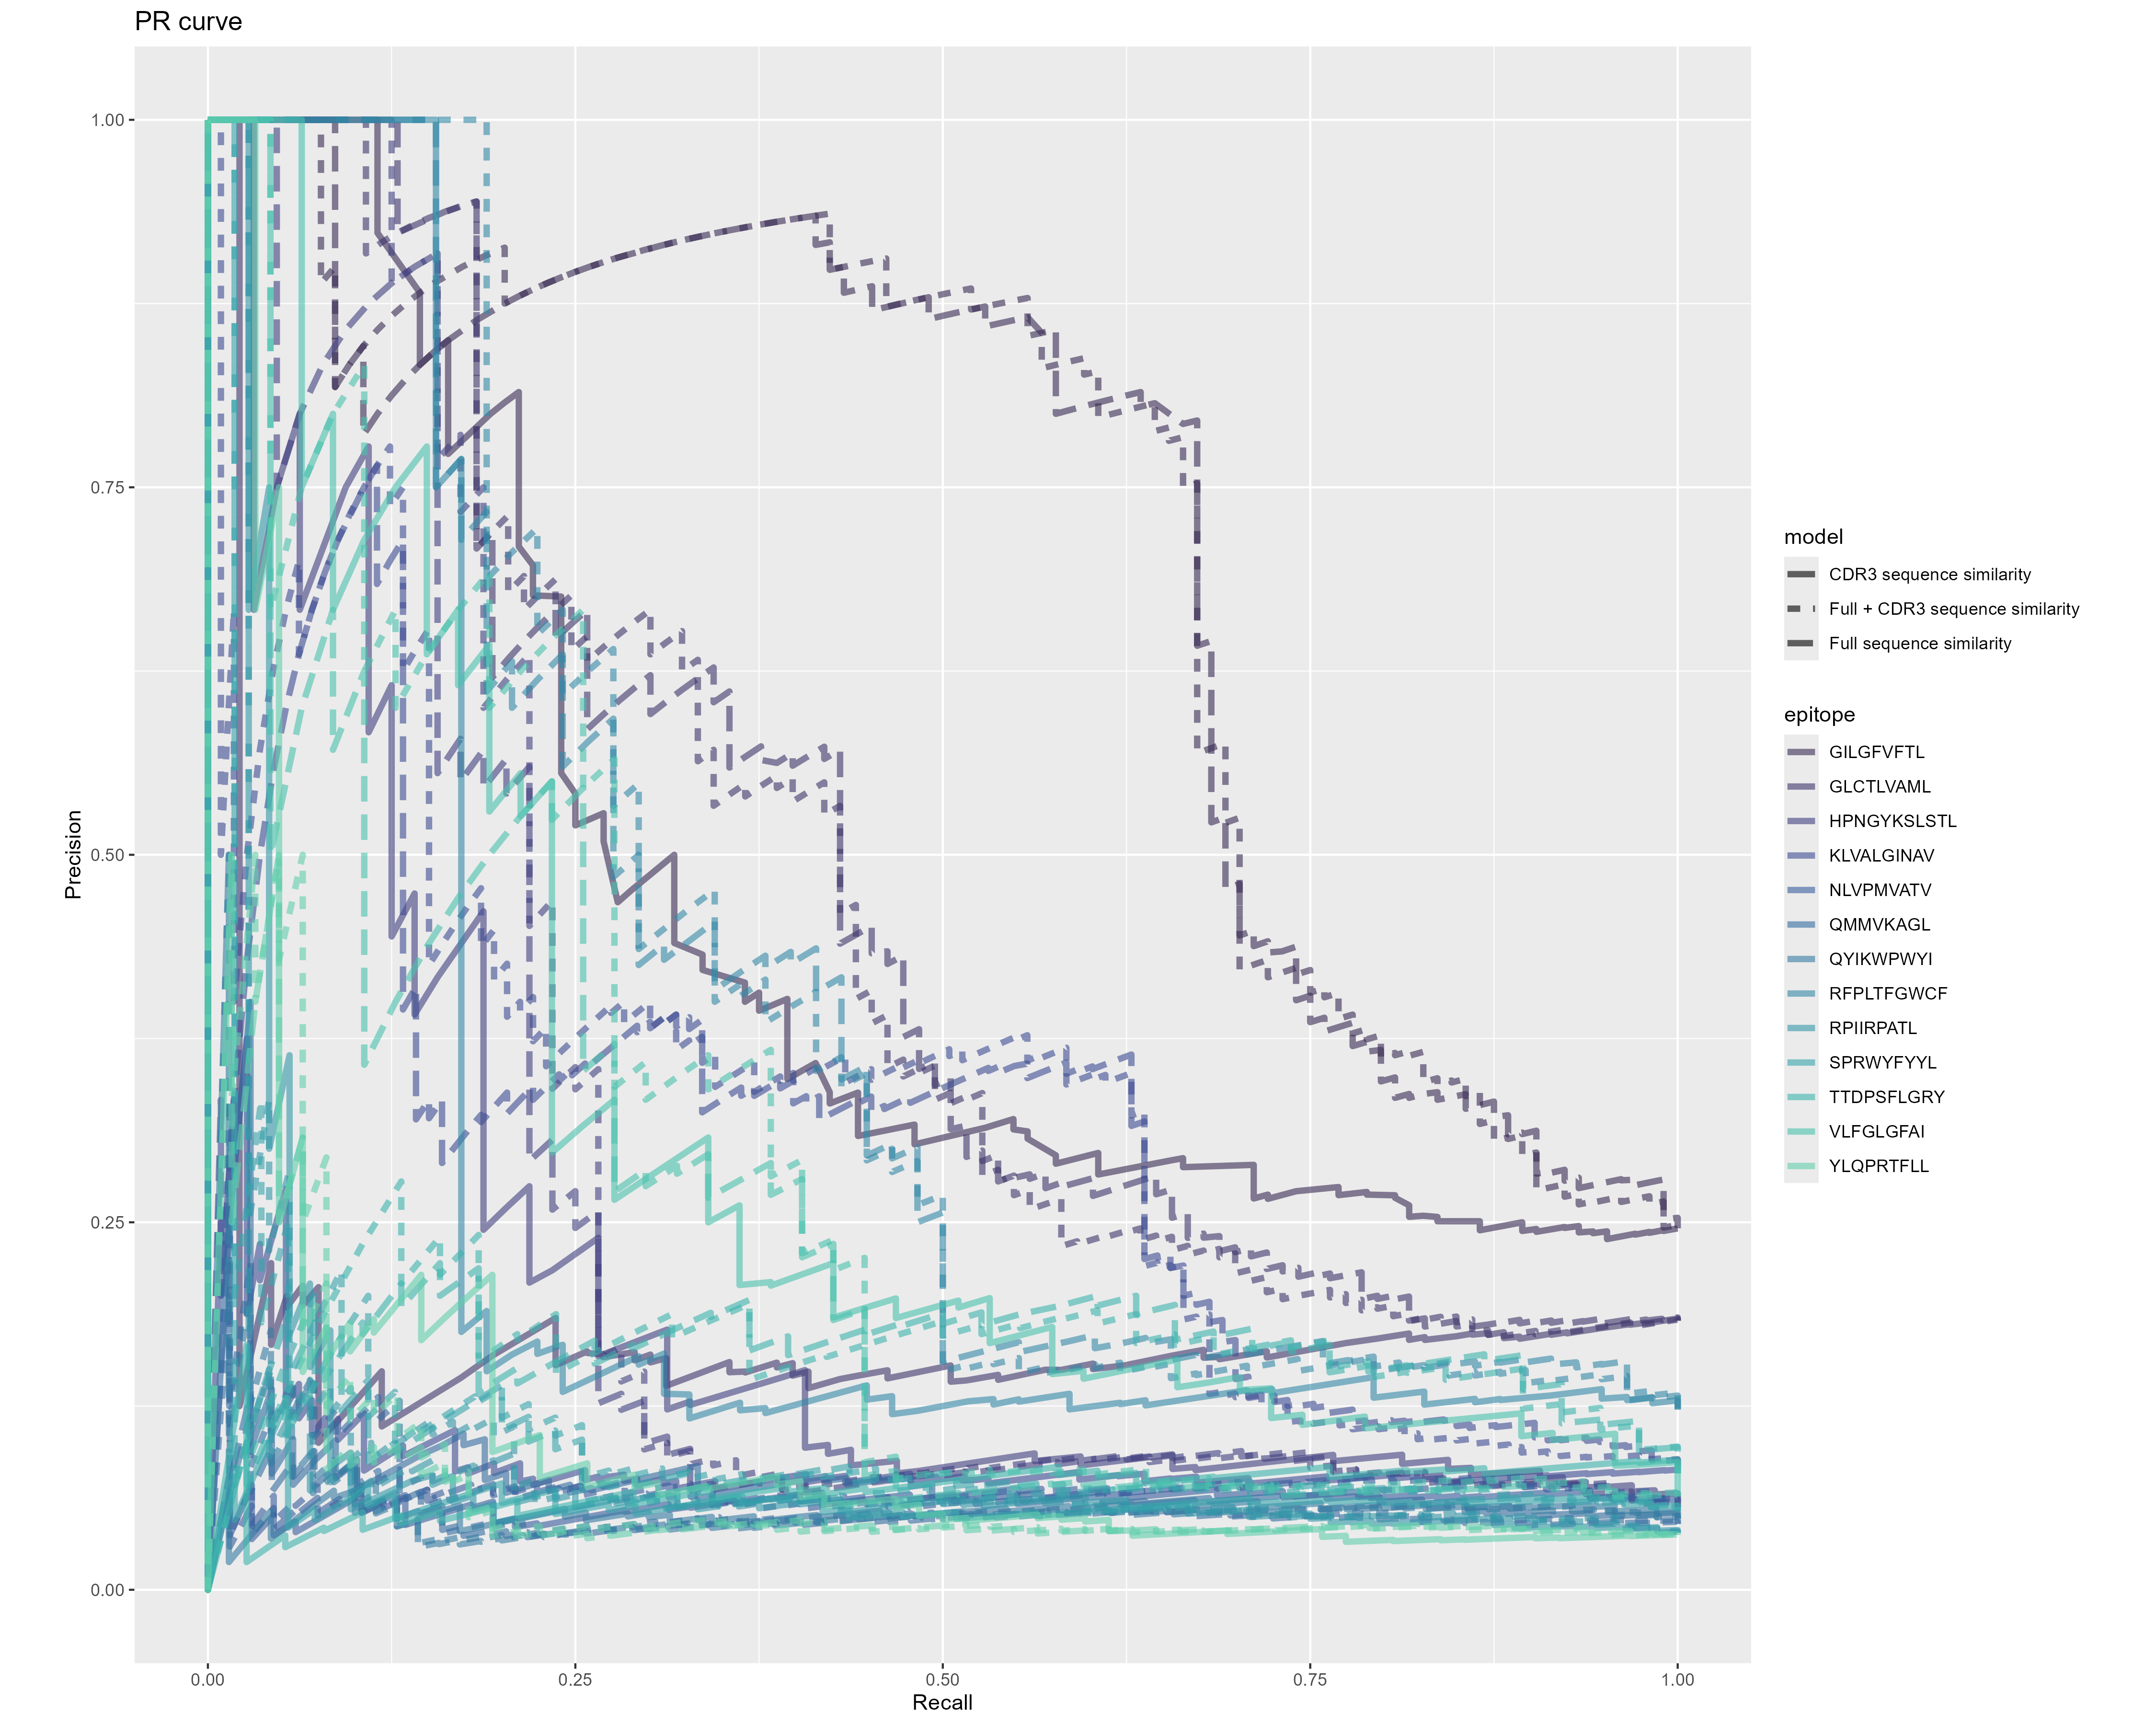 PR curve
1.00
0.75
0.50
0.25
0.00
Precision
0.00 0.25 0.50 0.75 1.00
Recall
model
CDR3 sequence similarity
Full + CDR3 sequence similarity
Full sequence similarity
epitope
GILGFVFTL
GLCTLVAML
HPNGYKSLSTL
KLVALGINAV
NLVPMVATV
QMMVKAGL
QYIKWPWYI
RFPLTFGWCF
RPIIRPATL
SPRWYFYYL
TTDPSFLGRY
VLFGLGFAI
YLQPRTFLL